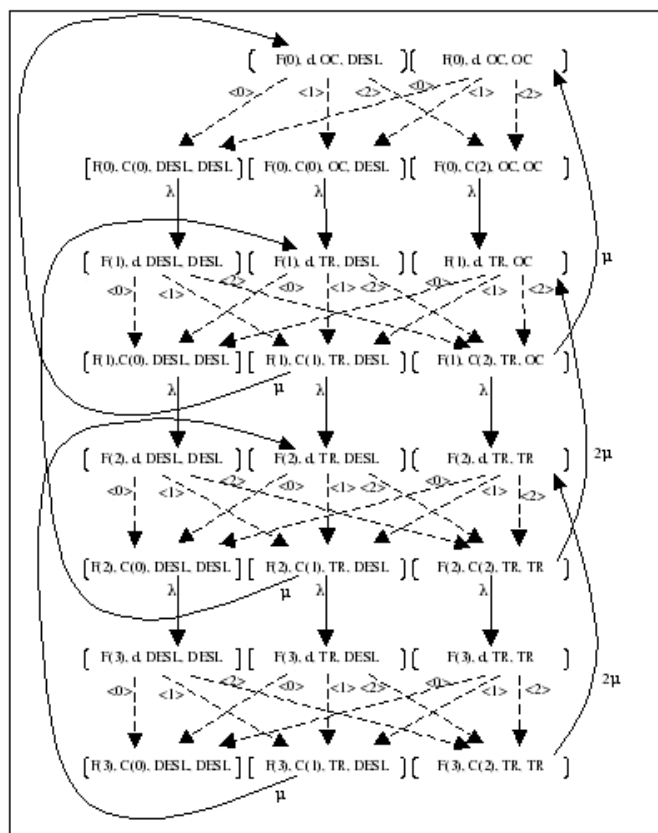 [ F(0), d, OC, DESL ] [ F(0), d, OC, OC ]
<0> <1> <2> <0> <1> <2>
[ F(0), C(0), DESL, DESL ] [ F(0), C(0), OC, DESL ] [ F(0), C(2), OC, OC ]
λ λ λ
[ F(1), d, DESL, DESL ] [ F(1), d, TR, DESL ] [ F(1), d, TR, OC ]
μ
<0> <1> <2> <0> <1> <2> <0> <1> <2>
[ F(1), C(0), DESL, DESL ] [ F(1), C(1), TR, DESL ] [ F(1), C(2), TR, OC ]
λ μ λ λ
[ F(2), d, DESL, DESL ] [ F(2), d, TR, DESL ] [ F(2), d, TR, TR ]
2μ
<0> <1> <2> <0> <1> <2> <0> <1> <2>
[ F(2), C(0), DESL, DESL ] [ F(2), C(1), TR, DESL ] [ F(2), C(2), TR, TR ]
λ μ λ λ
[ F(3), d, DESL, DESL ] [ F(3), d, TR, DESL ] [ F(3), d, TR, TR ]
<0> <1> <2> <0> <1> <2> <0> <1> <2>
2μ
[ F(3), C(0), DESL, DESL ] [ F(3), C(1), TR, DESL ] [ F(3), C(2), TR, TR ]
μ